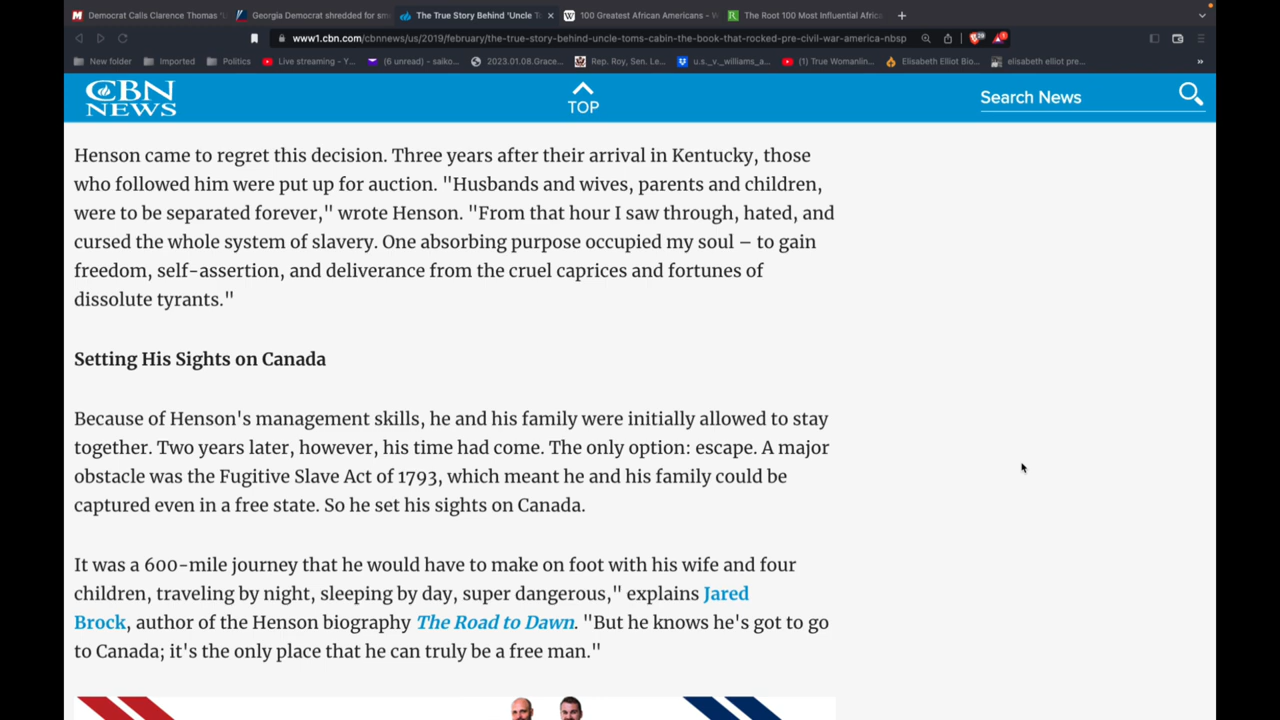 Democrat Calls Clarence Thomas 'U
Georgia Democrat shredded for sm
The True Story Behind 'Uncle T
100 Greatest African Americans - W
The Root 100 Most Influential Afric
www1.cbn.com/cbnnews/us/2019/february/the-true-story-behind-uncle-toms-cabin-the-book-that-rocked-pre-civil-war-america-nbsp
New folder
Imported
Politics
Live streaming - Y...
(6 unread) - saiko...
2023.01.08.Grace...
Rep. Roy, Sen. Le...
u.s._v._williams_a...
(1) True Womanlin...
Elisabeth Elliot Bio...
elisabeth elliot pre...
CBN NEWS
TOP
Search News
Henson came to regret this decision. Three years after their arrival in Kentucky, those
who followed him were put up for auction. "Husbands and wives, parents and children,
were to be separated forever," wrote Henson. "From that hour I saw through, hated, and
cursed the whole system of slavery. One absorbing purpose occupied my soul – to gain
freedom, self-assertion, and deliverance from the cruel caprices and fortunes of
dissolute tyrants."
Setting His Sights on Canada
Because of Henson's management skills, he and his family were initially allowed to stay
together. Two years later, however, his time had come. The only option: escape. A major
obstacle was the Fugitive Slave Act of 1793, which meant he and his family could be
captured even in a free state. So he set his sights on Canada.
It was a 600-mile journey that he would have to make on foot with his wife and four
children, traveling by night, sleeping by day, super dangerous," explains Jared
Brock, author of the Henson biography The Road to Dawn. "But he knows he's got to go
to Canada; it's the only place that he can truly be a free man."